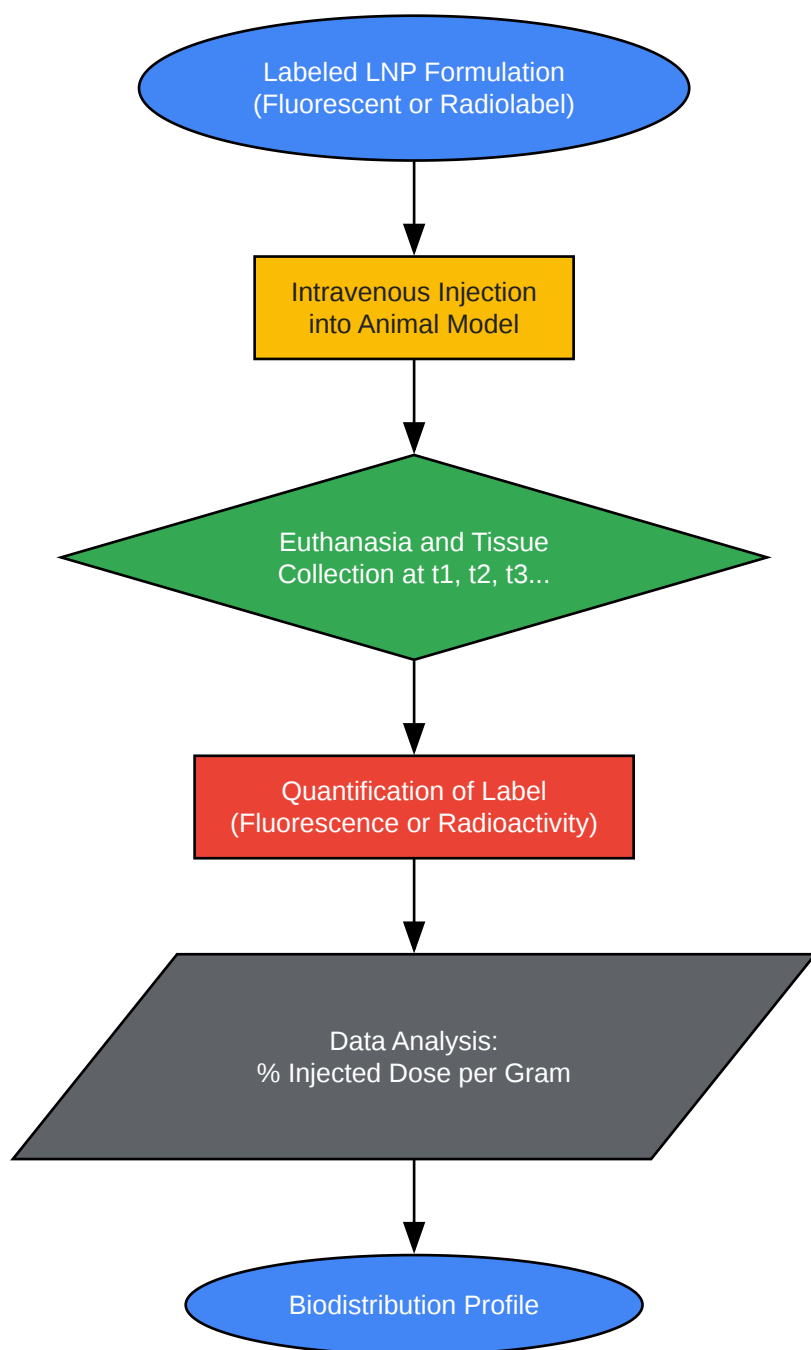 Labeled LNP Formulation
(Fluorescent or Radiolabel)
Intravenous Injection
into Animal Model
Euthanasia and Tissue
Collection at t1, t2, t3...
Quantification of Label
(Fluorescence or Radioactivity)
Data Analysis:
% Injected Dose per Gram
Biodistribution Profile